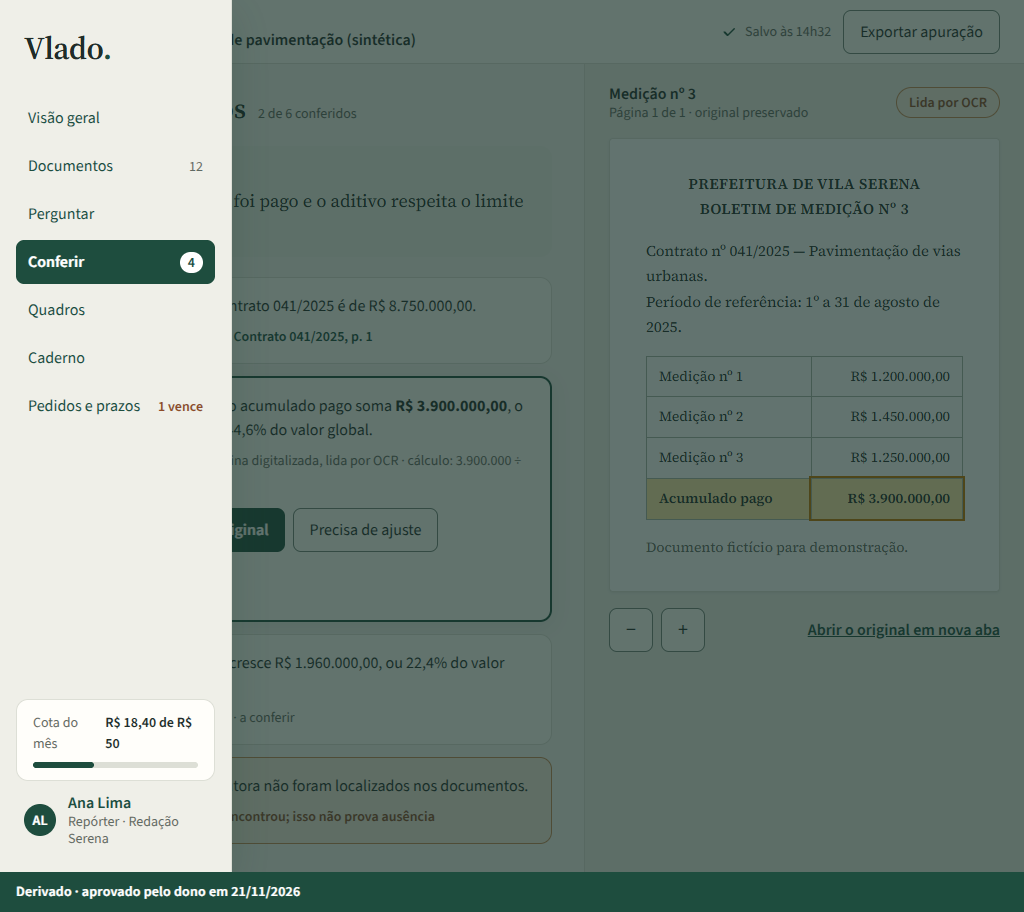 Vlado.
Visão geral
Documentos 12
Perguntar
Conferir 4
Quadros
Caderno
Pedidos e prazos 1 vence
Cota do mês
R$ 18,40 de R$ 50
AL
Ana Lima
Repórter · Redação
Serena
de pavimentação (sintética)
Salvo às 14h32
Exportar apuração
2 de 6 conferidos
foi pago e o aditivo respeita o limite
041/2025 é de R$ 8.750.000,00.
Contrato 041/2025, p. 1
acumulado pago soma R$ 3.900.000,00, o
4,6% do valor global.
digitalizada, lida por OCR · cálculo: 3.900.000 ÷
Precisa de ajuste
cresce R$ 1.960.000,00, ou 22,4% do valor
· a conferir
não foram localizados nos documentos.
isso não prova ausência
Medição nº 3
Página 1 de 1 · original preservado
Lida por OCR
PREFEITURA DE VILA SERENA
BOLETIM DE MEDIÇÃO Nº 3
Contrato nº 041/2025 — Pavimentação de vias
urbanas.
Período de referência: 1º a 31 de agosto de
2025.
Medição nº 1 R$ 1.200.000,00
Medição nº 2 R$ 1.450.000,00
Medição nº 3 R$ 1.250.000,00
Acumulado pago R$ 3.900.000,00
Documento fictício para demonstração.
− +
Abrir o original em nova aba
Derivado · aprovado pelo dono em 21/11/2026